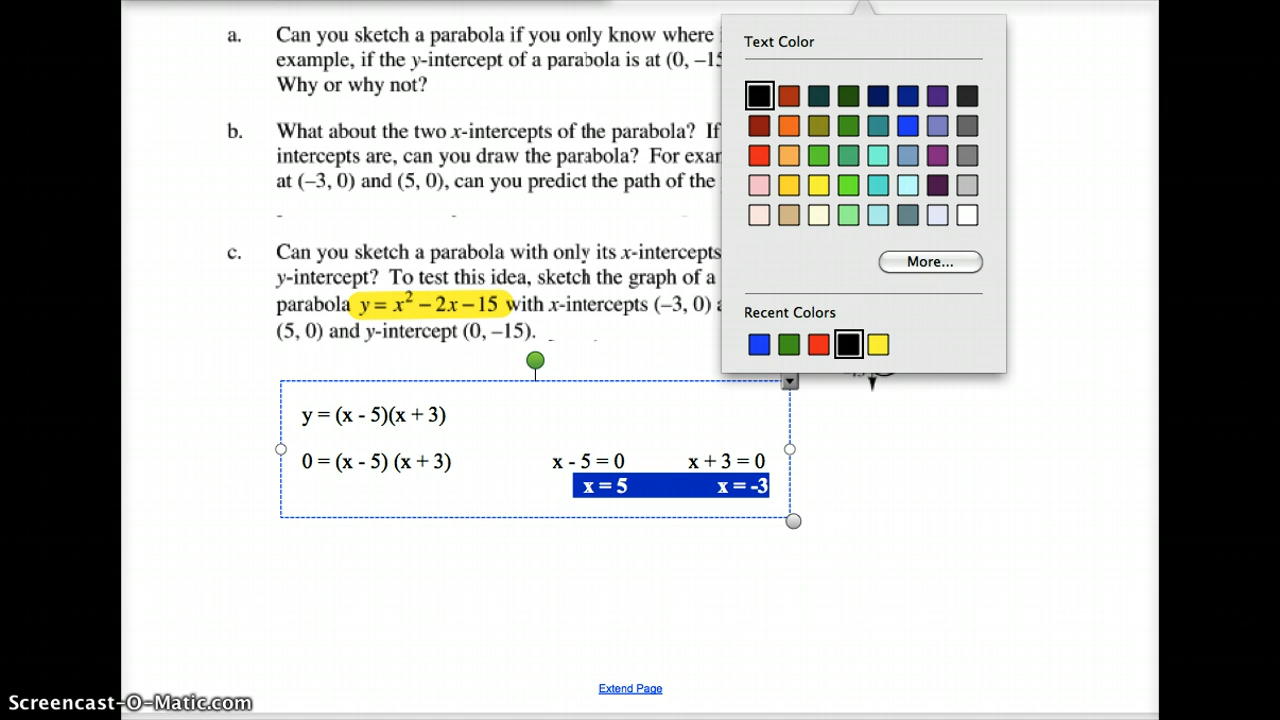 a. Can you sketch a parabola if you only know where
example, if the y-intercept of a parabola is at (0, –15
Why or why not?
b. What about the two x-intercepts of the parabola? If
intercepts are, can you draw the parabola? For exam
at (–3, 0) and (5, 0), can you predict the path of the
c. Can you sketch a parabola with only its x-intercepts
y-intercept? To test this idea, sketch the graph of a
parabola y = x² – 2x – 15 with x-intercepts (–3, 0) a
(5, 0) and y-intercept (0, –15).
y = (x - 5)(x + 3)
0 = (x - 5) (x + 3) x - 5 = 0 x + 3 = 0
x = 5 x = -3
Text Color
More...
Recent Colors
Extend Page
Screencast-O-Matic.com